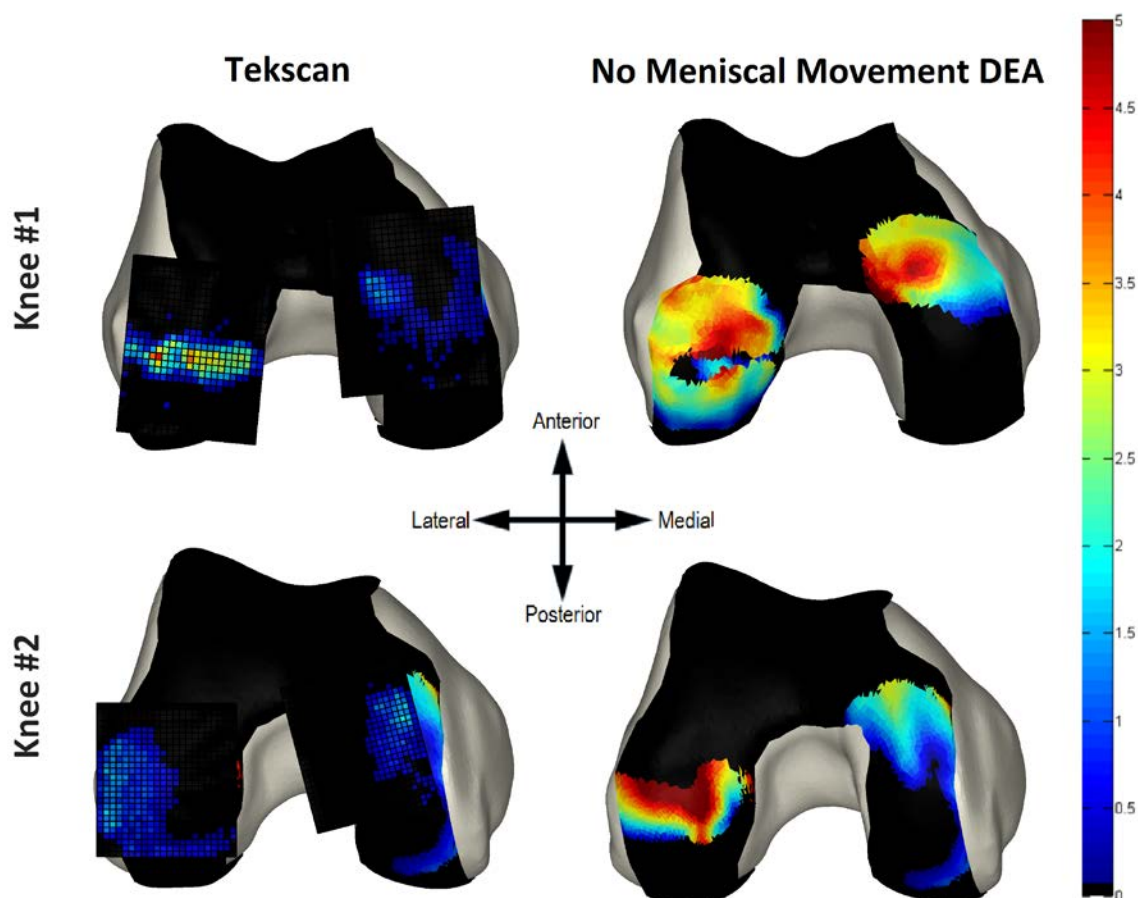 Tekscan
No Meniscal Movement DEA
Knee #1
Knee #2
Anterior
Lateral
Medial
Posterior
5
4.5
4
3.5
3
2.5
2
1.5
1
0.5
0